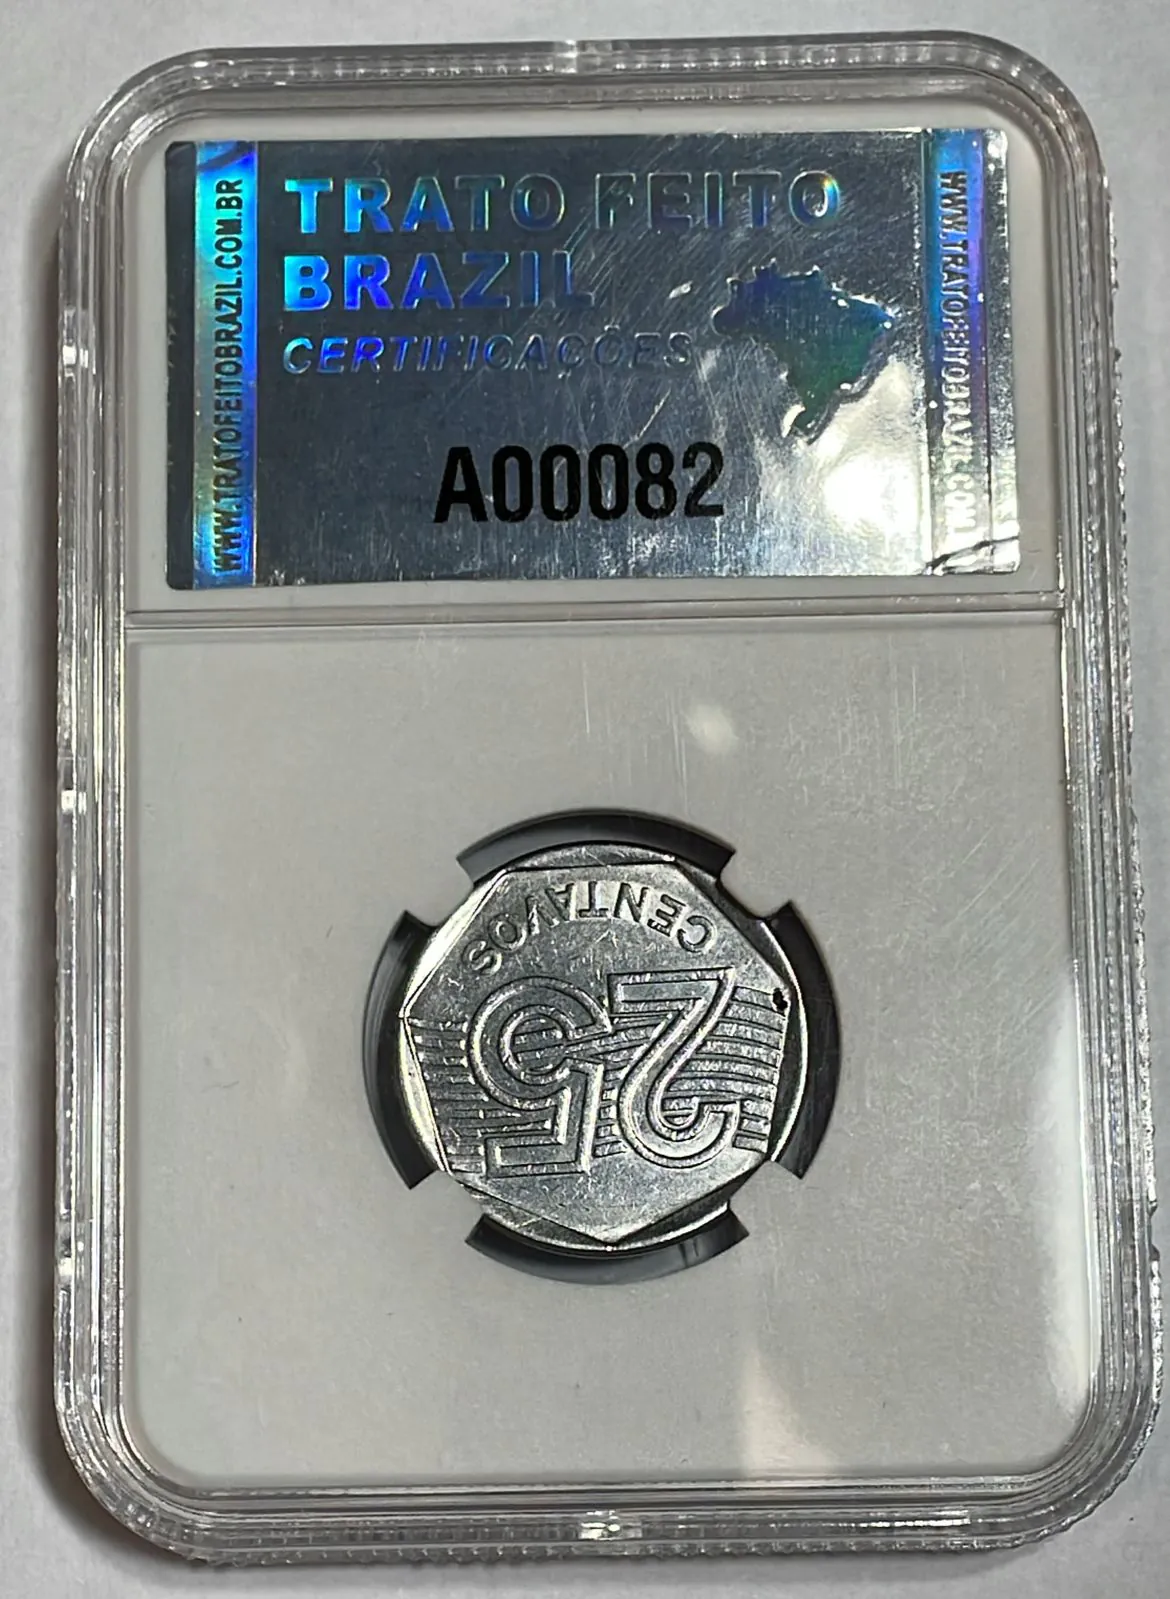 WWW.TRATOFEITOBRAZIL.COM.BR
TRATO FEITO
BRAZIL
CERTIFICAÇÕES
A00082
WWW.TRATOFEITOBRAZIL.COM.
25
CENTAVOS